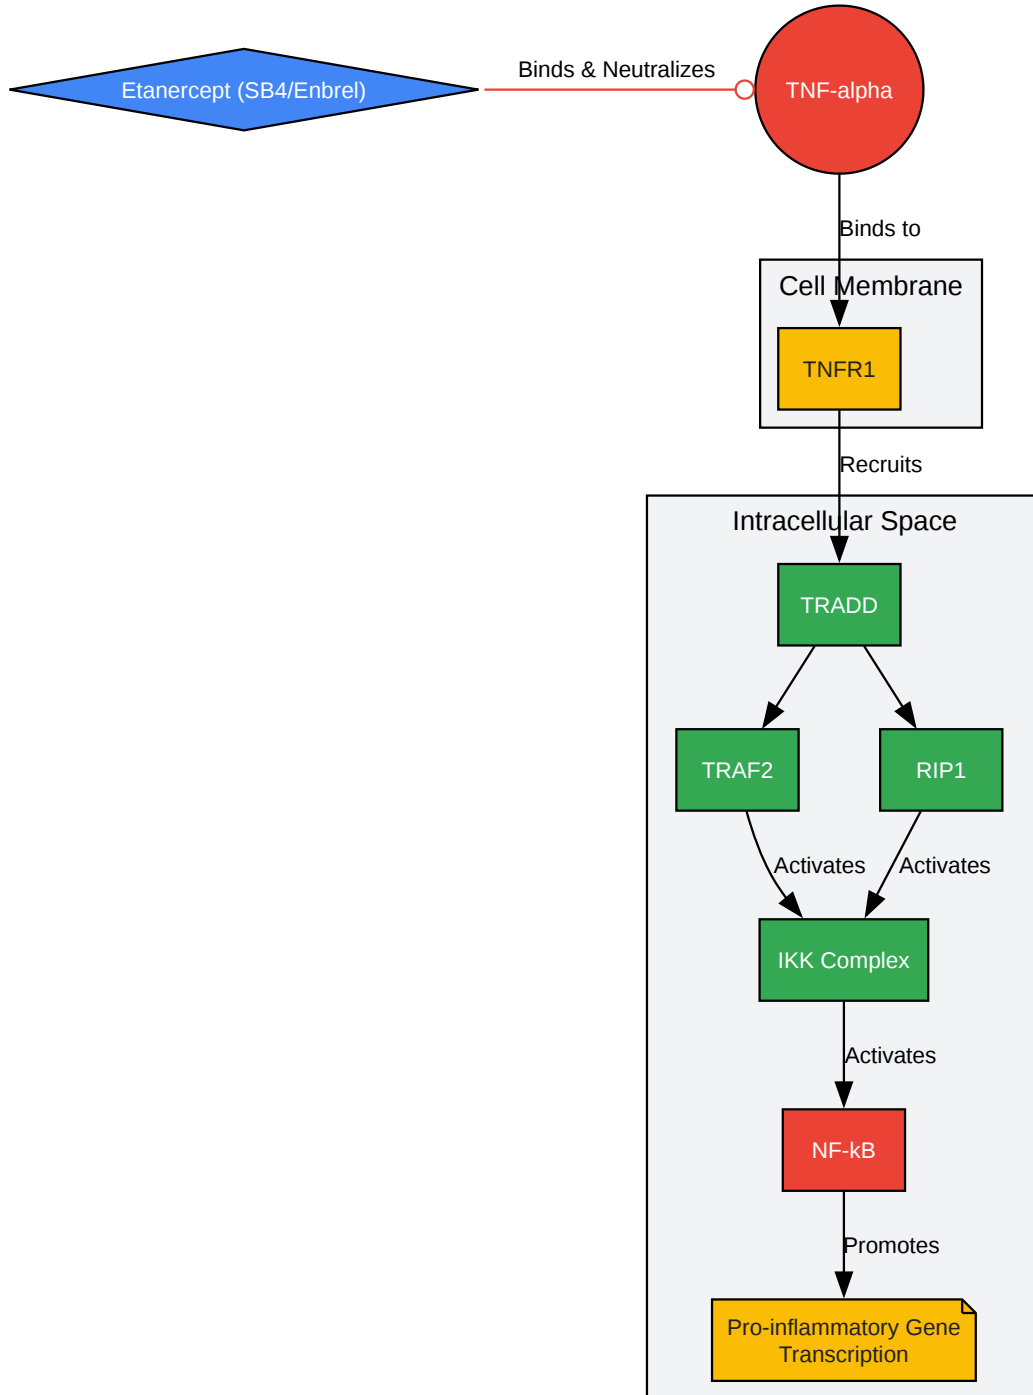 Binds & Neutralizes
Etanercept (SB4/Enbrel)
TNF-alpha
Binds to
Cell Membrane
TNFR1
Recruits
Intracellular Space
TRADD
TRAF2
RIP1
Activates
Activates
IKK Complex
Activates
NF-kB
Promotes
Pro-inflammatory Gene
Transcription